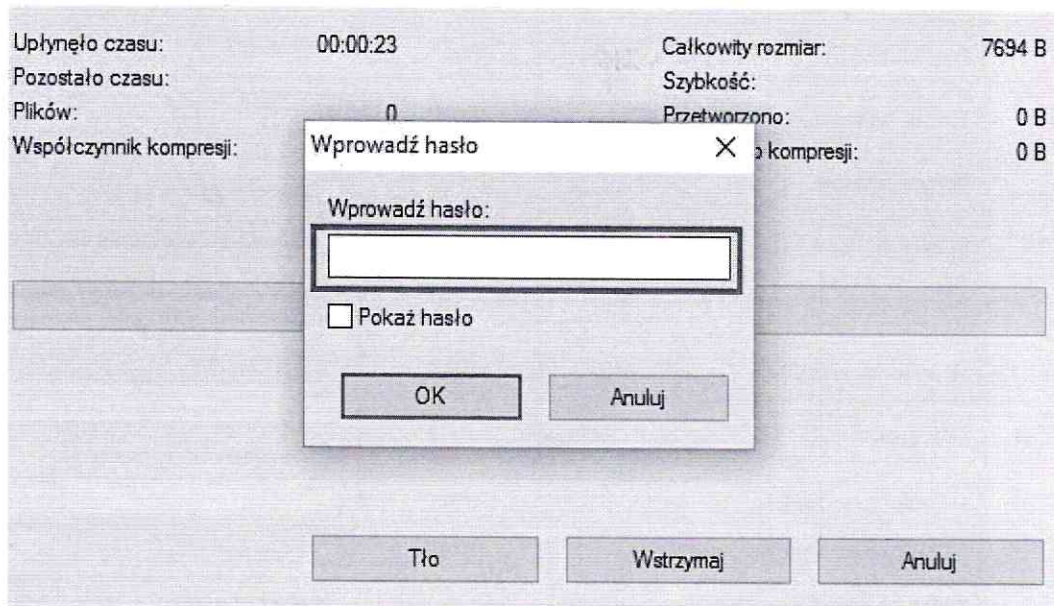 Upłynęło czasu: 00:00:23 Całkowity rozmiar: 7694 B
Pozostało czasu: Szybkość:
Plików: 0 Przetworzono: 0 B
Współczynnik kompresji: o kompresji: 0 B
Wprowadź hasło
Wprowadź hasło:
Pokaż hasło
OK Anuluj
Tło Wstrzymaj Anuluj